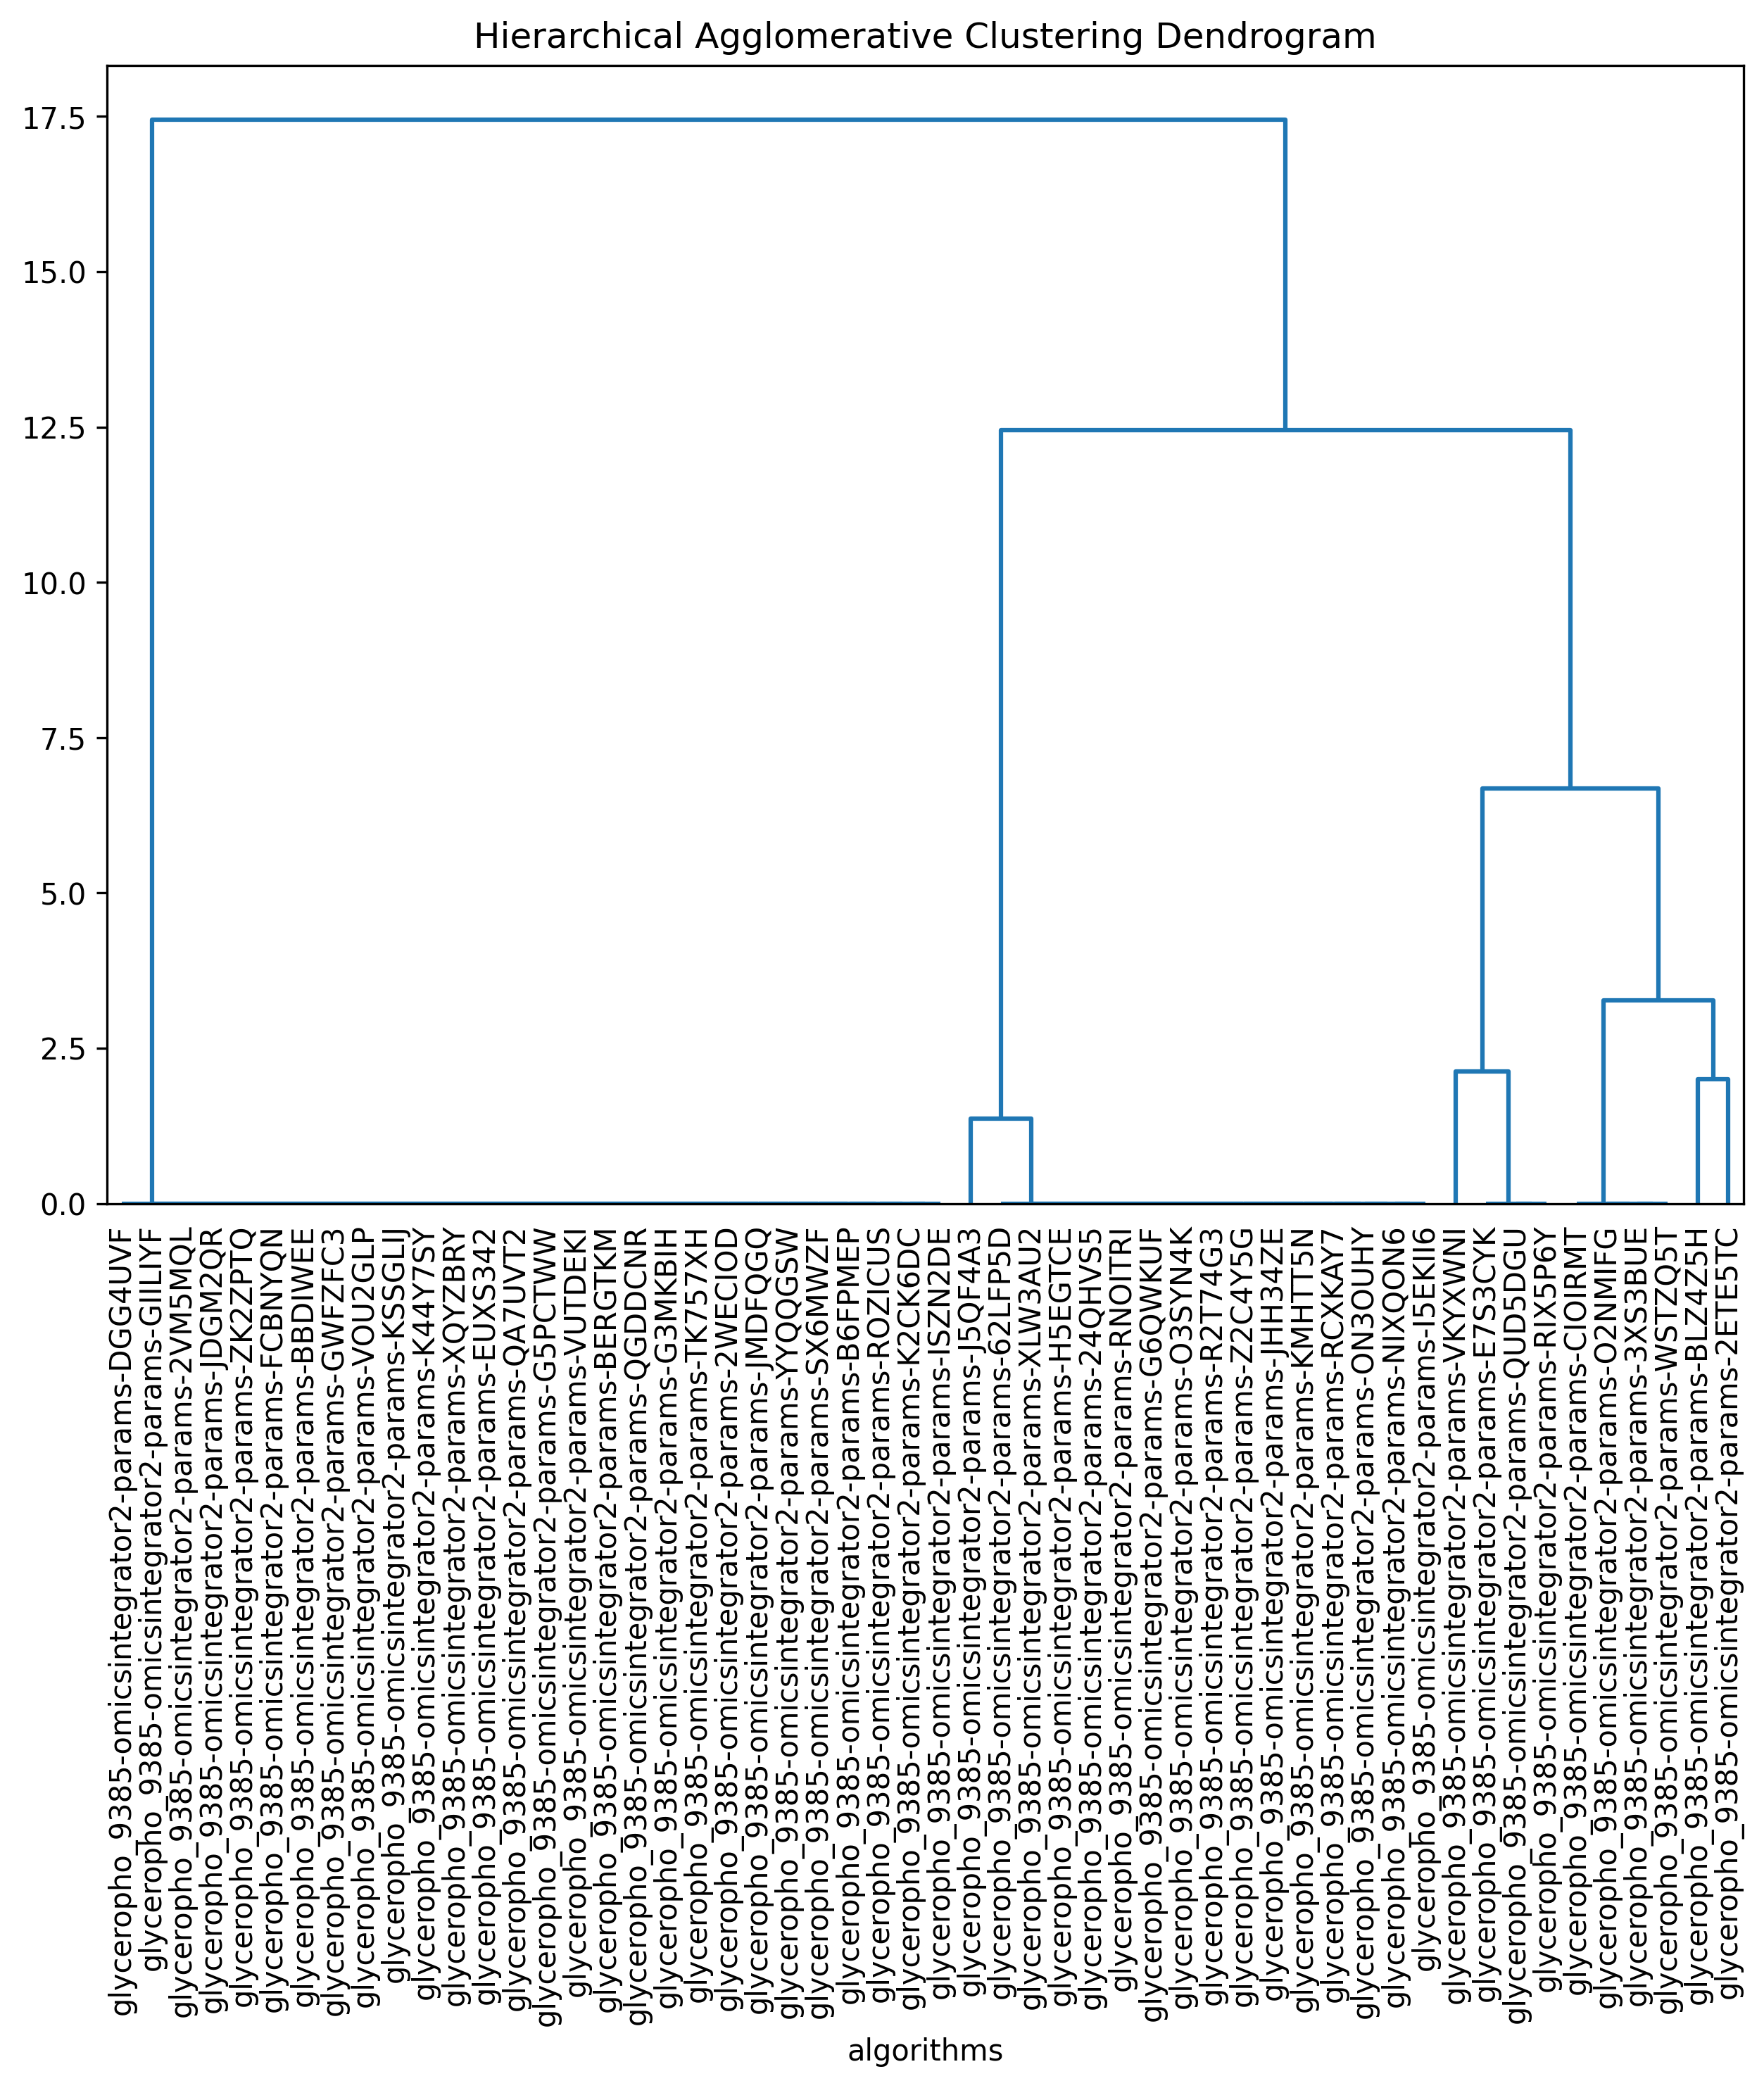 Hierarchical Agglomerative Clustering Dendrogram
17.5
15.0
12.5
10.0
7.5
5.0
2.5
0.0
glyceropho_9385-omicsintegrator2-params-DGG4UVF
glyceropho_9385-omicsintegrator2-params-GIILIYF
glyceropho_9385-omicsintegrator2-params-2VM5MQL
glyceropho_9385-omicsintegrator2-params-JDGM2QR
glyceropho_9385-omicsintegrator2-params-ZK2ZPTQ
glyceropho_9385-omicsintegrator2-params-FCBNYQN
glyceropho_9385-omicsintegrator2-params-BBDIWEE
glyceropho_9385-omicsintegrator2-params-GWFZFC3
glyceropho_9385-omicsintegrator2-params-VOU2GLP
glyceropho_9385-omicsintegrator2-params-KSSGLIJ
glyceropho_9385-omicsintegrator2-params-K44Y7SY
glyceropho_9385-omicsintegrator2-params-XQYZBRY
glyceropho_9385-omicsintegrator2-params-EUXS342
glyceropho_9385-omicsintegrator2-params-QA7UVT2
glyceropho_9385-omicsintegrator2-params-G5PCTWW
glyceropho_9385-omicsintegrator2-params-VUTDEKI
glyceropho_9385-omicsintegrator2-params-BERGTKM
glyceropho_9385-omicsintegrator2-params-QGDDCNR
glyceropho_9385-omicsintegrator2-params-G3MKBIH
glyceropho_9385-omicsintegrator2-params-TK757XH
glyceropho_9385-omicsintegrator2-params-2WECIOD
glyceropho_9385-omicsintegrator2-params-JMDFQGQ
glyceropho_9385-omicsintegrator2-params-YYQQGSW
glyceropho_9385-omicsintegrator2-params-SX6MWZF
glyceropho_9385-omicsintegrator2-params-B6FPMEP
glyceropho_9385-omicsintegrator2-params-ROZICUS
glyceropho_9385-omicsintegrator2-params-K2CK6DC
glyceropho_9385-omicsintegrator2-params-ISZN2DE
glyceropho_9385-omicsintegrator2-params-J5QF4A3
glyceropho_9385-omicsintegrator2-params-62LFP5D
glyceropho_9385-omicsintegrator2-params-XLW3AU2
glyceropho_9385-omicsintegrator2-params-H5EGTCE
glyceropho_9385-omicsintegrator2-params-24QHVS5
glyceropho_9385-omicsintegrator2-params-RNOITRI
glyceropho_9385-omicsintegrator2-params-G6QWKUF
glyceropho_9385-omicsintegrator2-params-O3SYN4K
glyceropho_9385-omicsintegrator2-params-R2T74G3
glyceropho_9385-omicsintegrator2-params-Z2C4Y5G
glyceropho_9385-omicsintegrator2-params-JHH34ZE
glyceropho_9385-omicsintegrator2-params-KMHTT5N
glyceropho_9385-omicsintegrator2-params-RCXKAY7
glyceropho_9385-omicsintegrator2-params-ON3OUHY
glyceropho_9385-omicsintegrator2-params-NIXQON6
glyceropho_9385-omicsintegrator2-params-I5EKII6
glyceropho_9385-omicsintegrator2-params-VKYXWNI
glyceropho_9385-omicsintegrator2-params-E7S3CYK
glyceropho_9385-omicsintegrator2-params-QUD5DGU
glyceropho_9385-omicsintegrator2-params-RIX5P6Y
glyceropho_9385-omicsintegrator2-params-CIOIRMT
glyceropho_9385-omicsintegrator2-params-O2NMIFG
glyceropho_9385-omicsintegrator2-params-3XS3BUE
glyceropho_9385-omicsintegrator2-params-WSTZQ5T
glyceropho_9385-omicsintegrator2-params-BLZ4Z5H
glyceropho_9385-omicsintegrator2-params-2ETE5TC
algorithms